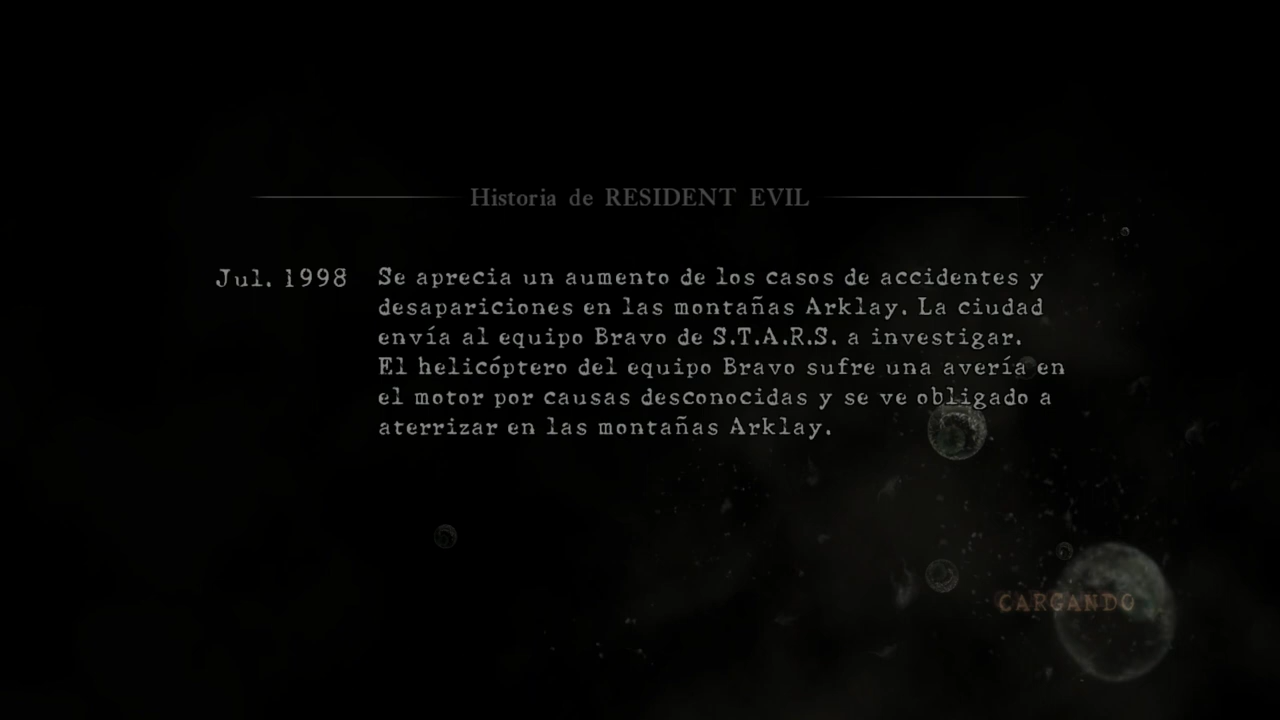 Historia de RESIDENT EVIL
Jul. 1998 Se aprecia un aumento de los casos de accidentes y
desapariciones en las montañas Arklay. La ciudad
envía al equipo Bravo de S.T.A.R.S. a investigar.
El helicóptero del equipo Bravo sufre una avería en
el motor por causas desconocidas y se ve obligado a
aterrizar en las montañas Arklay.
CARGANDO